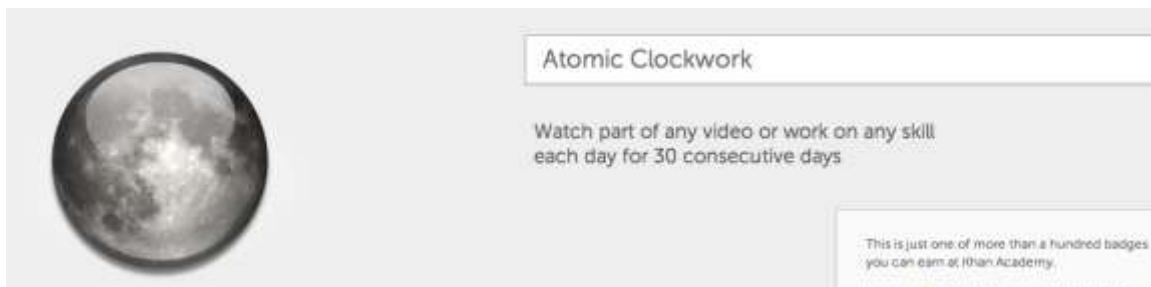 Atomic Clockwork
Watch part of any video or work on any skill
each day for 30 consecutive days
This is just one of more than a hundred badges
you can earn at Khan Academy.